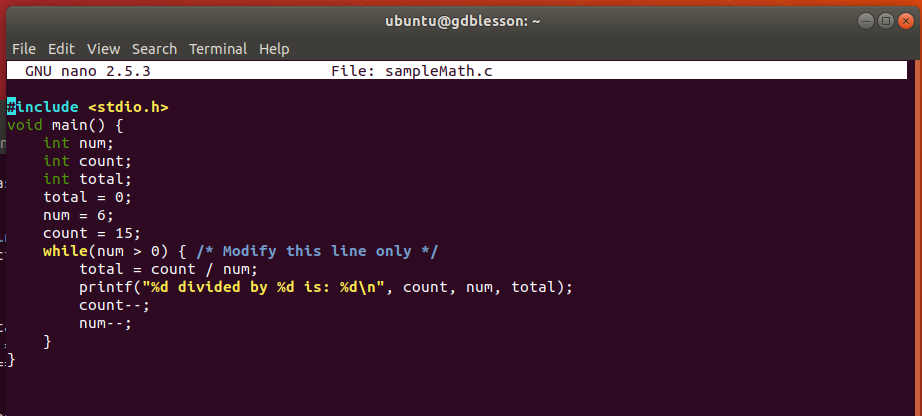 ubuntu@gdblesson: ~
File Edit View Search Terminal Help
GNU nano 2.5.3 File: sampleMath.c
#include <stdio.h>
void main() {
    int num;
    int count;
    int total;
    total = 0;
    num = 6;
    count = 15;
    while(num > 0) { /* Modify this line only */
        total = count / num;
        printf("%d divided by %d is: %d\n", count, num, total);
        count--;
        num--;
    }
}